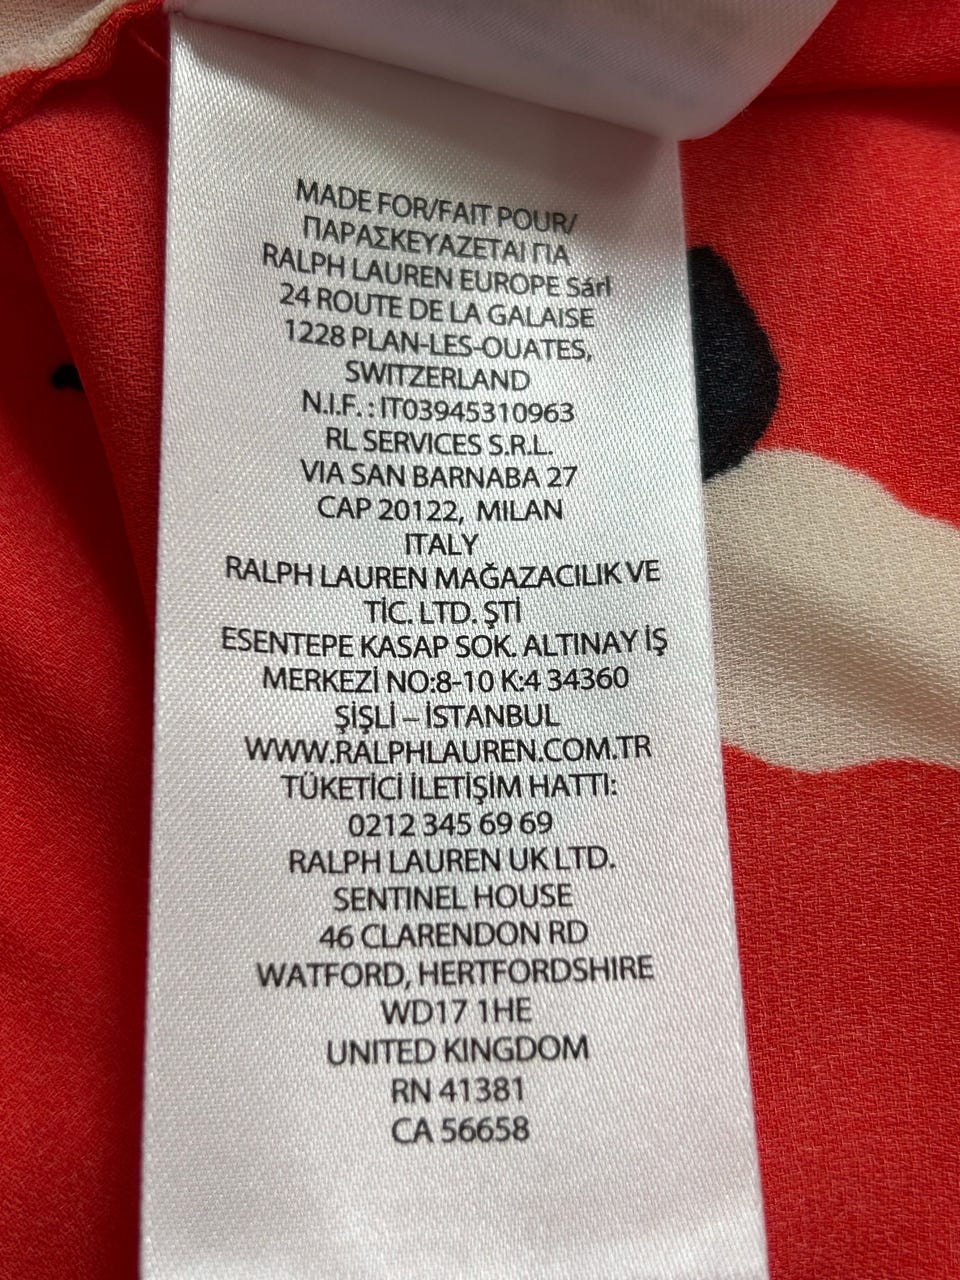 MADE FOR/FAIT POUR/
ΠΑΡΑΣΚΕΥΑΖΕΤΑΙ ΓΙΑ
RALPH LAUREN EUROPE Sárl
24 ROUTE DE LA GALAISE
1228 PLAN-LES-OUATES,
SWITZERLAND
N.I.F. : IT03945310963
RL SERVICES S.R.L.
VIA SAN BARNABA 27
CAP 20122, MILAN
ITALY
RALPH LAUREN MAĞAZACILIK VE
TİC. LTD. ŞTİ
ESENTEPE KASAP SOK. ALTINAY İŞ
MERKEZİ NO:8-10 K:4 34360
ŞİŞLİ – İSTANBUL
WWW.RALPHLAUREN.COM.TR
TÜKETİCİ İLETİŞİM HATTI:
0212 345 69 69
RALPH LAUREN UK LTD.
SENTINEL HOUSE
46 CLARENDON RD
WATFORD, HERTFORDSHIRE
WD17 1HE
UNITED KINGDOM
RN 41381
CA 56658